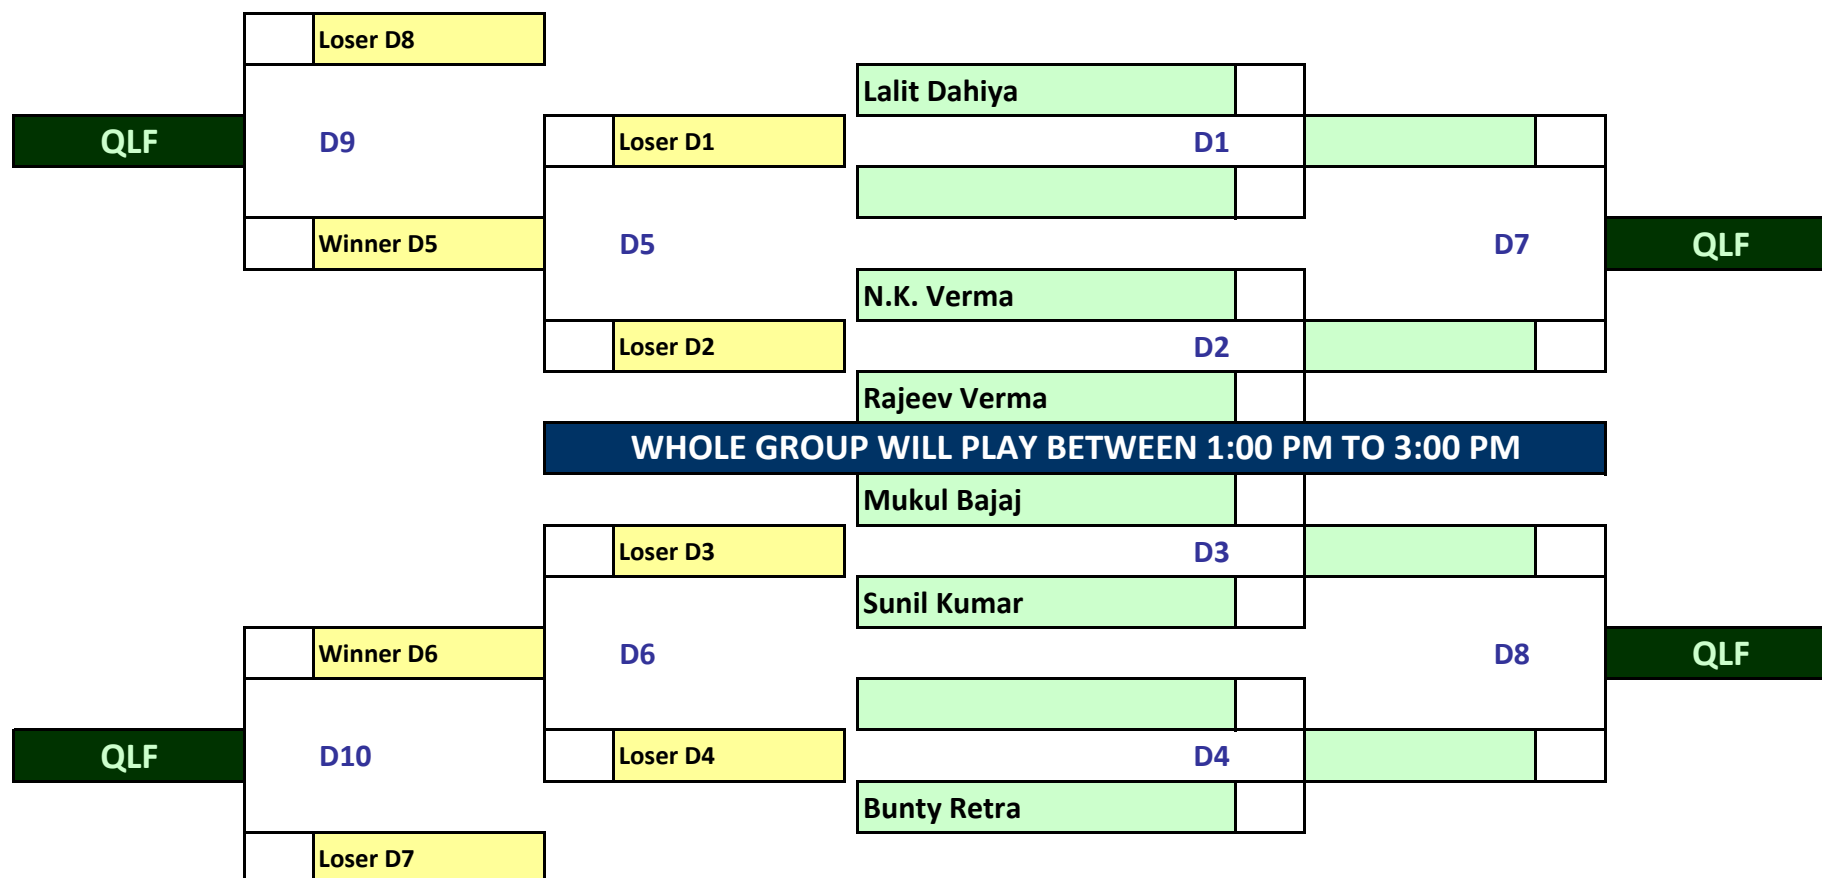 Loser D8
Lalit Dahiya
QLF
D9
Loser D1
D1
Winner D5
D5
D7
QLF
N.K. Verma
Loser D2
D2
Rajeev Verma
WHOLE GROUP WILL PLAY BETWEEN 1:00 PM TO 3:00 PM
Mukul Bajaj
Loser D3
D3
Sunil Kumar
Winner D6
D6
D8
QLF
QLF
D10
Loser D4
D4
Bunty Retra
Loser D7